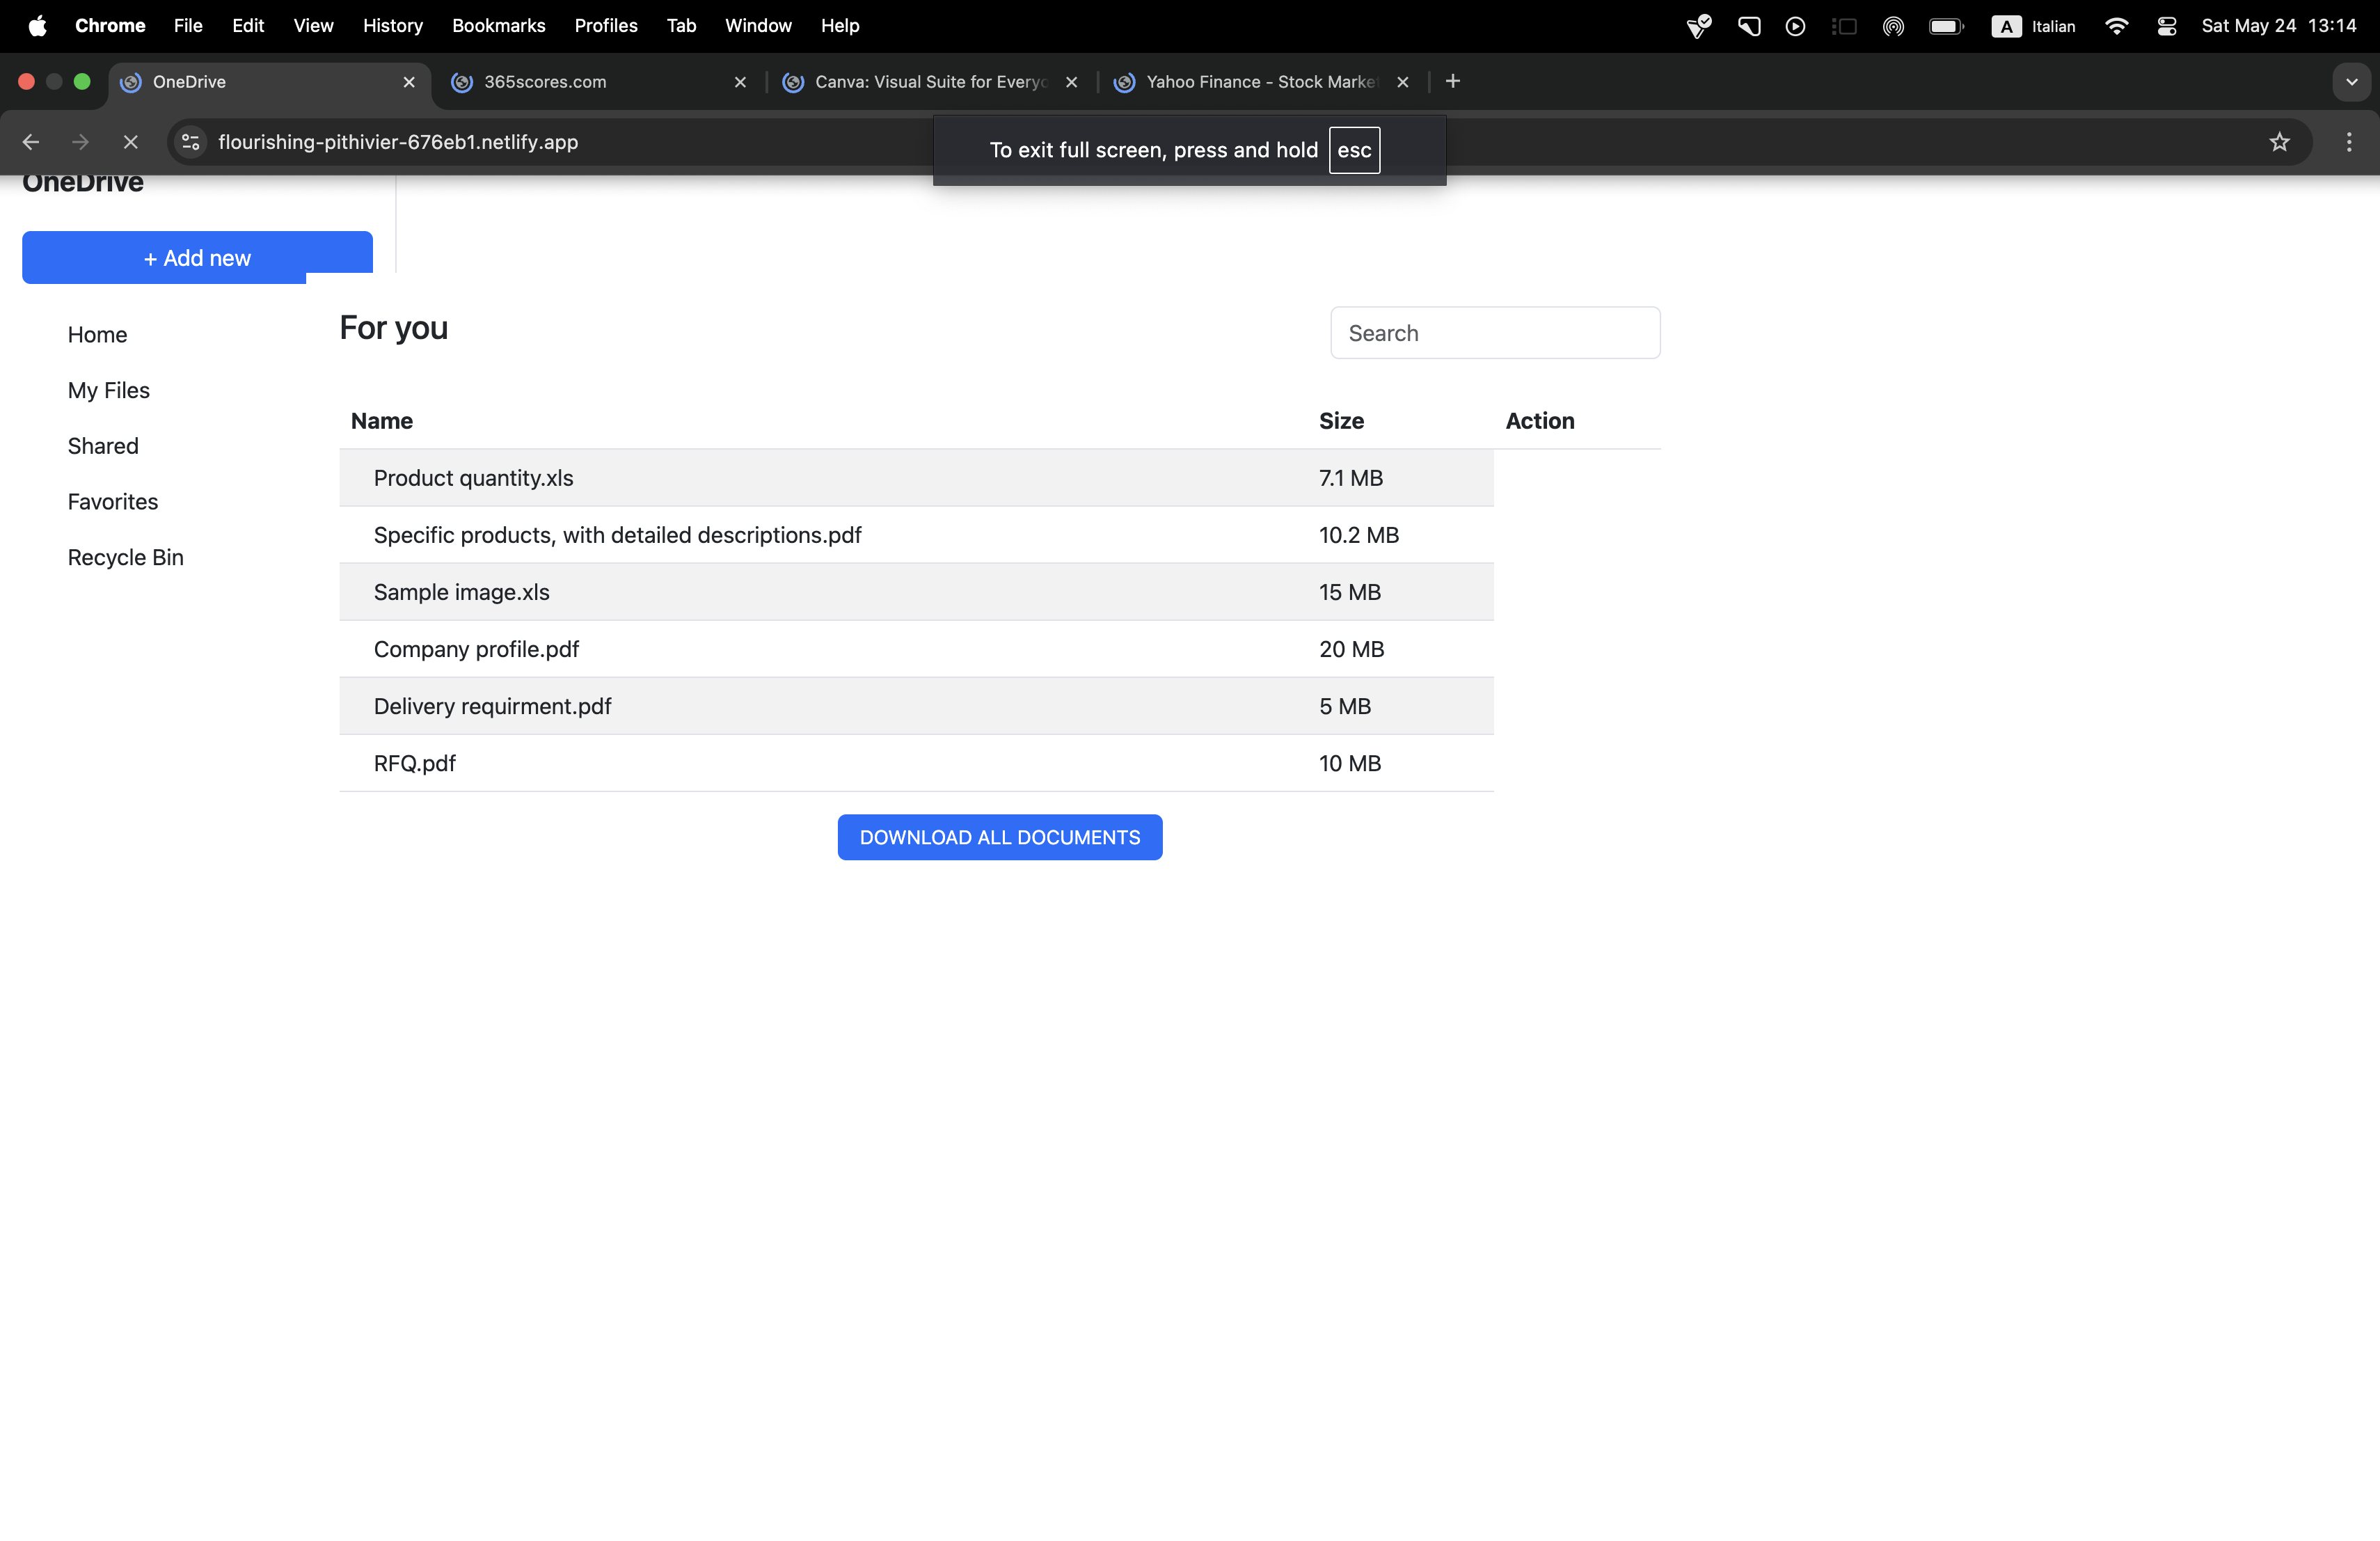 Chrome File Edit View History Bookmarks Profiles Tab Window Help A Italian Sat May 24 13:14
OneDrive 365scores.com Canva: Visual Suite for Everyo Yahoo Finance - Stock Marke
flourishing-pithivier-676eb1.netlify.app
To exit full screen, press and hold esc
OneDrive
+ Add new
For you
Search
Home
My Files
Shared
Favorites
Recycle Bin
Name Size Action
Product quantity.xls 7.1 MB
Specific products, with detailed descriptions.pdf 10.2 MB
Sample image.xls 15 MB
Company profile.pdf 20 MB
Delivery requirment.pdf 5 MB
RFQ.pdf 10 MB
DOWNLOAD ALL DOCUMENTS